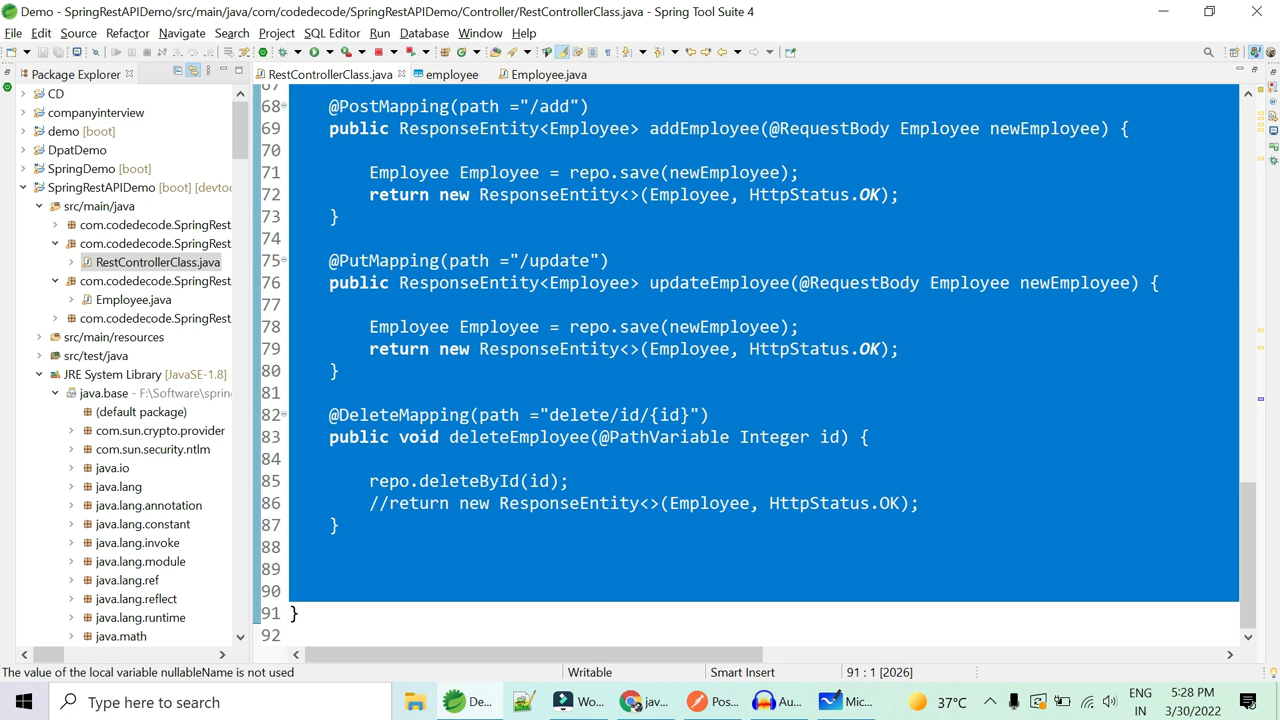 Demo - SpringRestAPIDemo/src/main/java/com/codedecode/SpringRestAPIDemo/Controller/RestControllerClass.java - Spring Tool Suite 4
File Edit Source Refactor Navigate Search Project SQL Editor Run Database Window Help
Package Explorer
RestControllerClass.java employee Employee.java
CD
companyinterview
demo [boot]
DpatDemo
SpringDemo [boot]
SpringRestAPIDemo [boot] [devtoo
src/main/java
com.codedecode.SpringRest
com.codedecode.SpringRest
RestControllerClass.java
com.codedecode.SpringRest
Employee.java
com.codedecode.SpringRest
src/main/resources
src/test/java
JRE System Library [JavaSE-1.8]
java.base - F:\Software\spring
(default package)
com.sun.crypto.provider
com.sun.security.ntlm
java.io
java.lang
java.lang.annotation
java.lang.constant
java.lang.invoke
java.lang.module
java.lang.ref
java.lang.reflect
java.lang.runtime
java.math
67
68 @PostMapping(path ="/add")
69 public ResponseEntity<Employee> addEmployee(@RequestBody Employee newEmployee) {
70
71 Employee Employee = repo.save(newEmployee);
72 return new ResponseEntity<>(Employee, HttpStatus.OK);
73 }
74
75 @PutMapping(path ="/update")
76 public ResponseEntity<Employee> updateEmployee(@RequestBody Employee newEmployee) {
77
78 Employee Employee = repo.save(newEmployee);
79 return new ResponseEntity<>(Employee, HttpStatus.OK);
80 }
81
82 @DeleteMapping(path ="delete/id/{id}")
83 public void deleteEmployee(@PathVariable Integer id) {
84
85 repo.deleteById(id);
86 //return new ResponseEntity<>(Employee, HttpStatus.OK);
87 }
88
89
90
91 }
92
The value of the local variable nullableName is not used Writable Smart Insert 91 : 1 [2026]
Type here to search De... Wo... jav... Pos... Au... Mic... 37°C ENG 5:28 PM
IN 3/30/2022